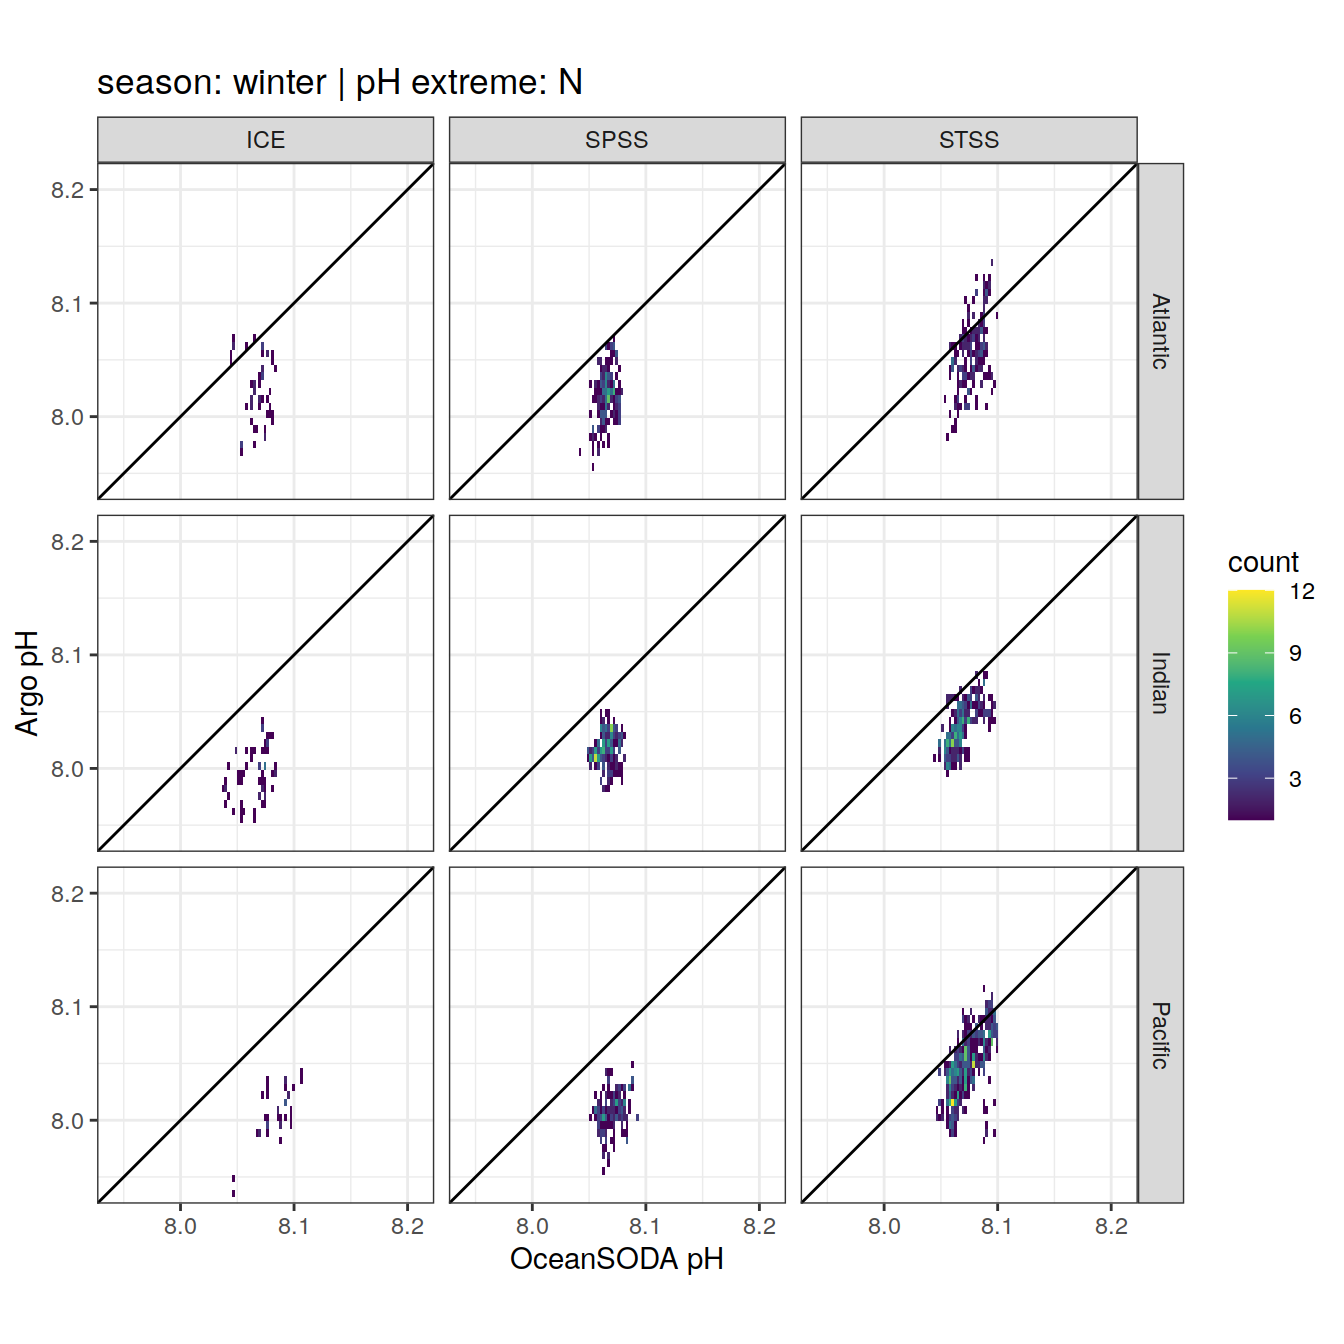 season: winter | pH extreme: N
ICE
SPSS
STSS
8.2
8.1
8.0
Atlantic
8.2
8.1
8.0
Indian
8.2
8.1
8.0
Pacific
8.0 8.1 8.2
8.0 8.1 8.2
8.0 8.1 8.2
OceanSODA pH
Argo pH
count
12
9
6
3